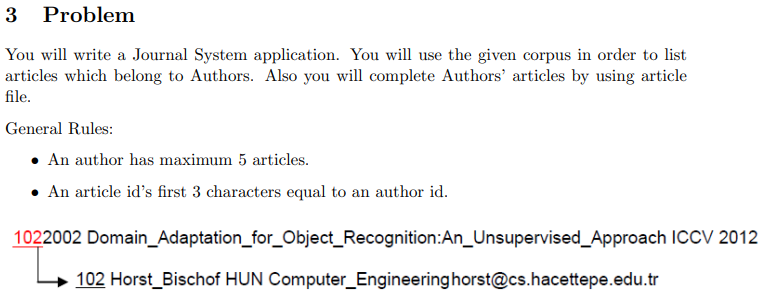 3 Problem
You will write a Journal System application. You will use the given corpus in order to list
articles which belong to Authors. Also you will complete Authors' articles by using article
file.
General Rules:
• An author has maximum 5 articles.
• An article id's first 3 characters equal to an author id.
1022002 Domain_Adaptation_for_Object_Recognition:An_Unsupervised_Approach ICCV 2012
102 Horst_Bischof HUN Computer_Engineeringhorst@cs.hacettepe.edu.tr